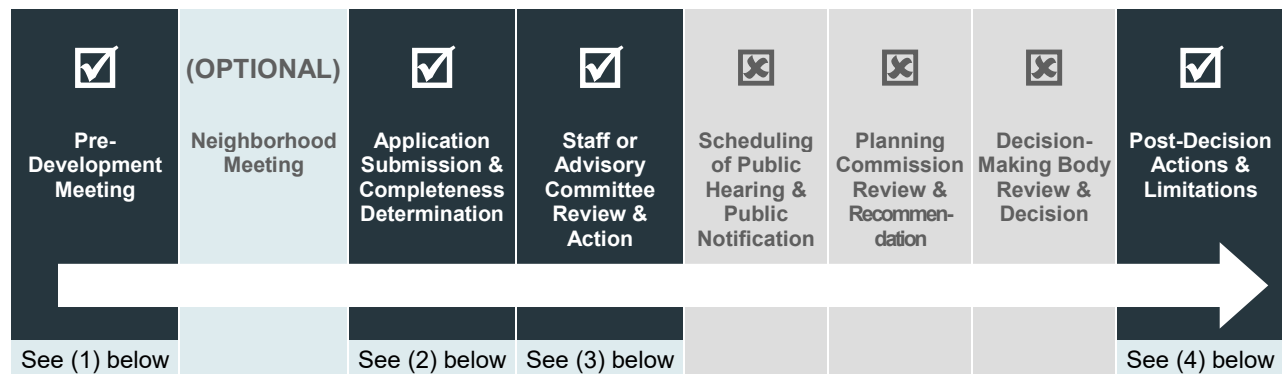 Pre-
Development
Meeting
(OPTIONAL)
Neighborhood
Meeting
Application
Submission &
Completeness
Determination
Staff or
Advisory
Committee
Review &
Action
Scheduling
of Public
Hearing &
Public
Notification
Planning
Commission
Review &
Recommen-
dation
Decision-
Making Body
Review &
Decision
Post-Decision
Actions &
Limitations
See (1) below
See (2) below
See (3) below
See (4) below